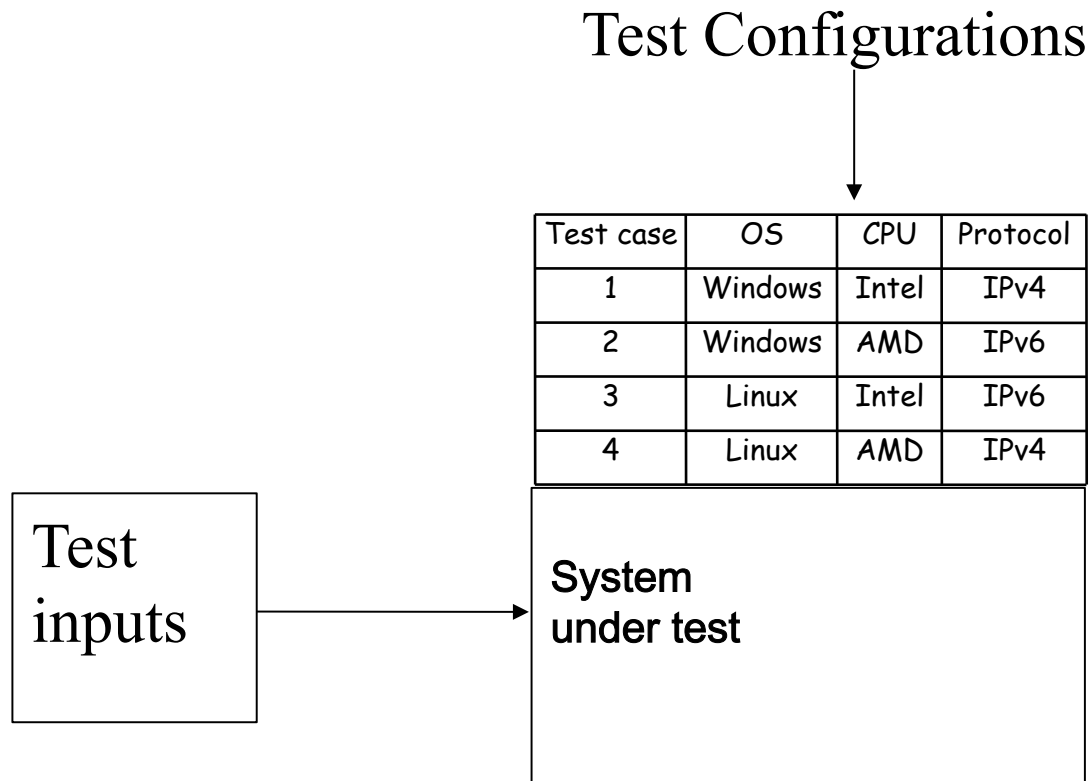 Test Configurations
Test case OS CPU Protocol
1 Windows Intel IPv4
2 Windows AMD IPv6
3 Linux Intel IPv6
4 Linux AMD IPv4
Test
inputs
System
under test